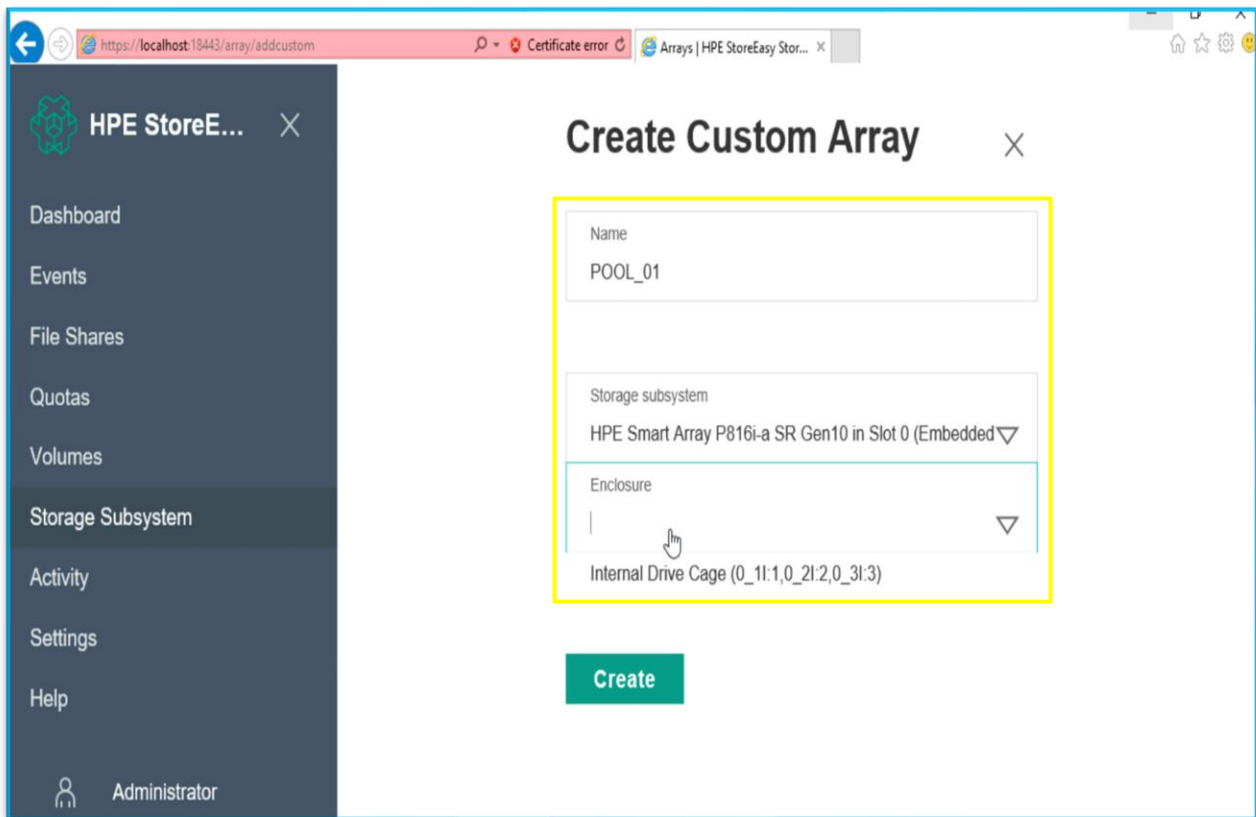 https://localhost:18443/array/addcustom
Certificate error
Arrays | HPE StoreEasy Stor...
HPE StoreE...
Create Custom Array
Dashboard
Events
File Shares
Quotas
Volumes
Storage Subsystem
Activity
Settings
Help
Administrator
Name
POOL_01
Storage subsystem
HPE Smart Array P816i-a SR Gen10 in Slot 0 (Embedded
Enclosure
Internal Drive Cage (0_1I:1,0_2I:2,0_3I:3)
Create